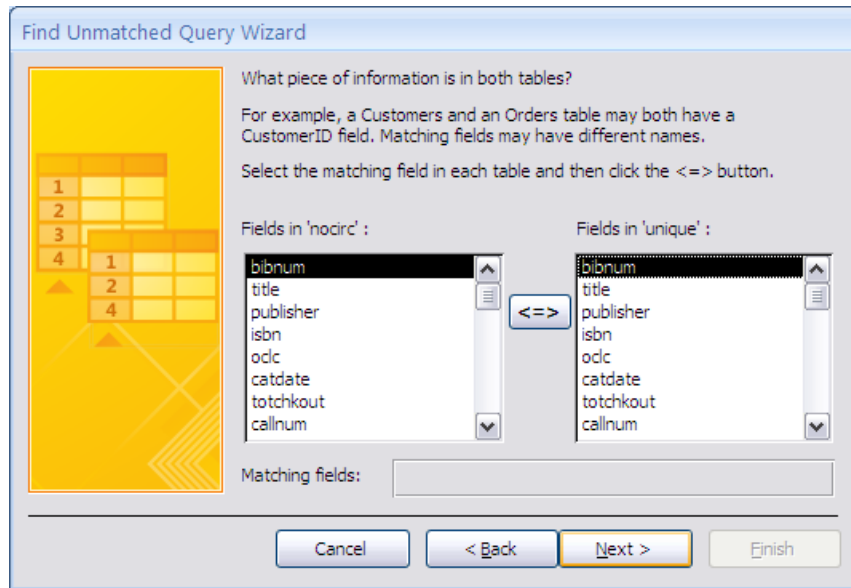 Find Unmatched Query Wizard
What piece of information is in both tables?
For example, a Customers and an Orders table may both have a
CustomerID field. Matching fields may have different names.
Select the matching field in each table and then click the <=> button.
1
2
3
4
1
2
4
Fields in 'nocirc' :
bibnum
title
publisher
isbn
oclc
catdate
totchkout
callnum
<=>
Fields in 'unique' :
bibnum
title
publisher
isbn
oclc
catdate
totchkout
callnum
Matching fields:
Cancel
< Back
Next >
Finish